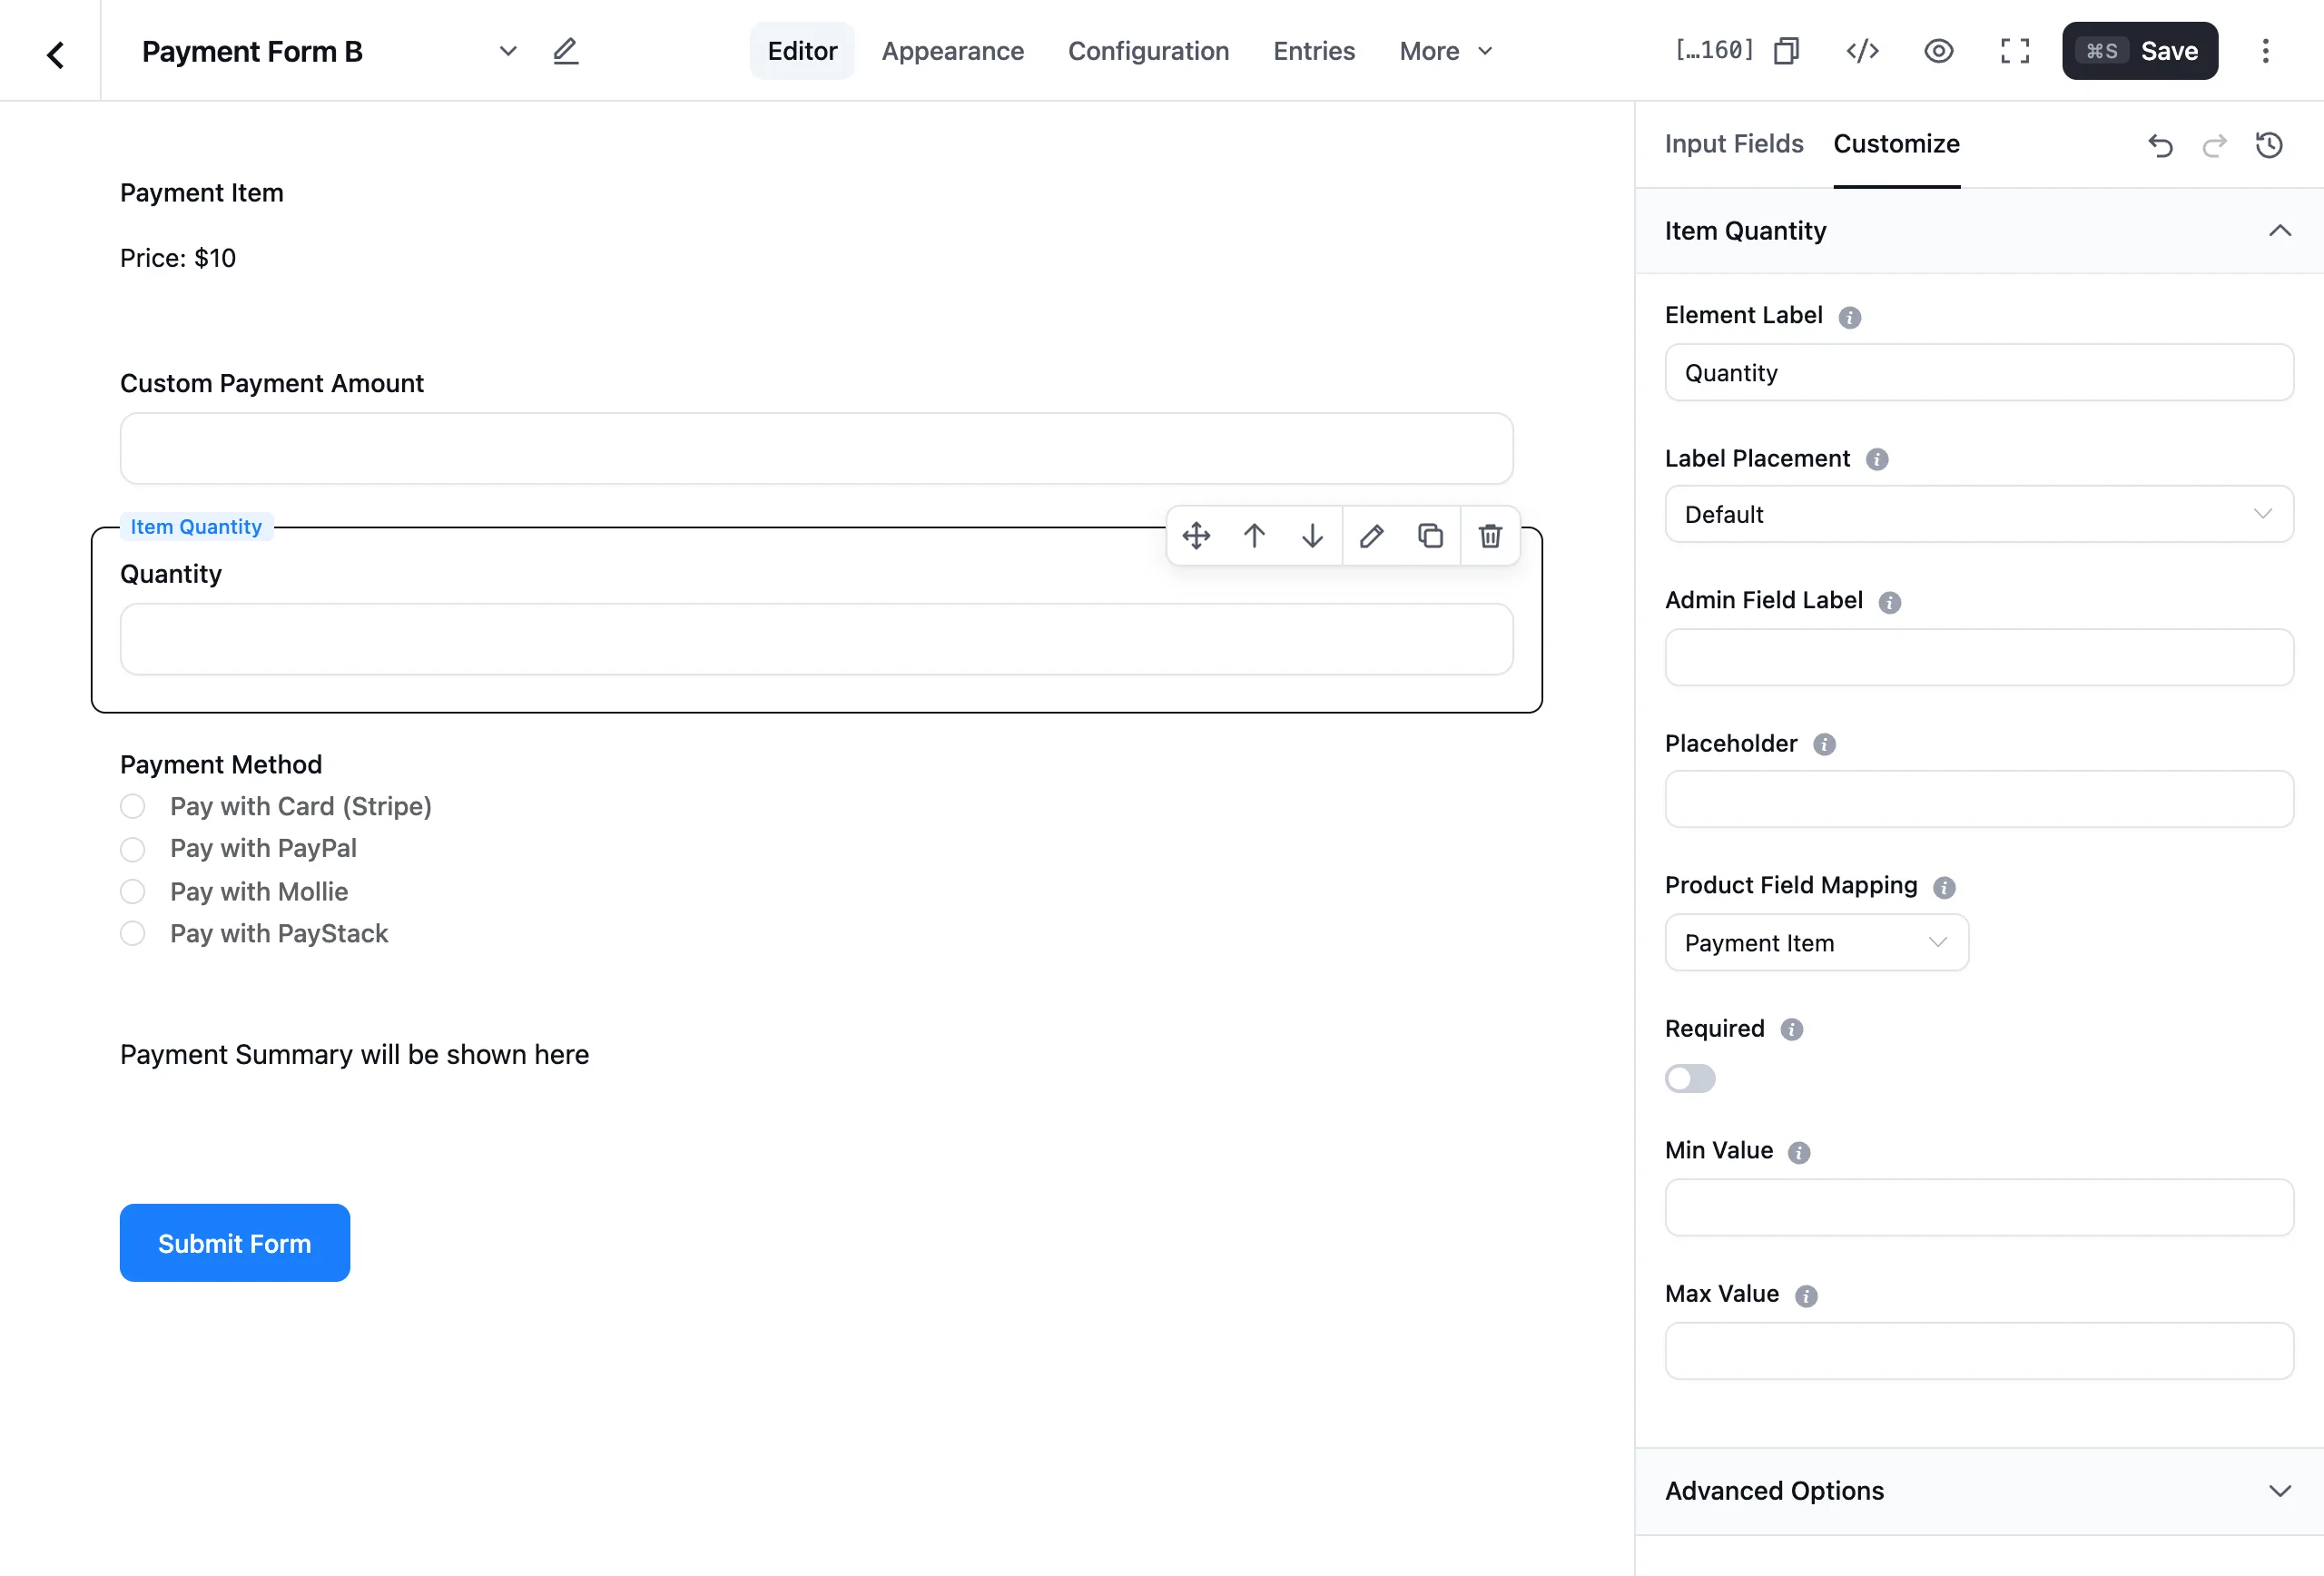 Payment Form B
Editor
Appearance
Configuration
Entries
More
[…160]
⌘S Save
Input Fields
Customize
Payment Item
Price: $10
Custom Payment Amount
Item Quantity
Quantity
Payment Method
Pay with Card (Stripe)
Pay with PayPal
Pay with Mollie
Pay with PayStack
Payment Summary will be shown here
Submit Form
Item Quantity
Element Label
Quantity
Label Placement
Default
Admin Field Label
Placeholder
Product Field Mapping
Payment Item
Required
Min Value
Max Value
Advanced Options